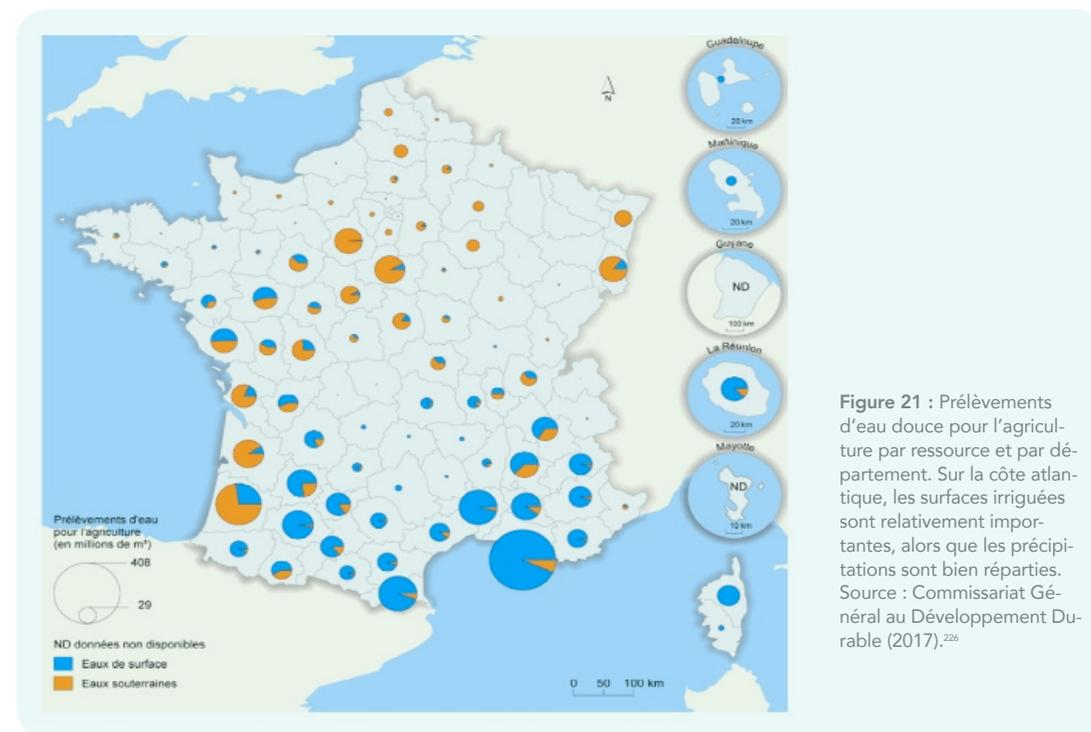 Guadeloupe
20 km
Martinique
20 km
Guyane
ND
100 km
La Réunion
20 km
Mayotte
ND
10 km
N
Prélèvements d'eau
pour l'agriculture
(en millions de m³)
408
29
ND données non disponibles
Eaux de surface
Eaux souterraines
0 50 100 km
Figure 21 : Prélèvements
d’eau douce pour l’agricul-
ture par ressource et par dé-
partement. Sur la côte atlan-
tique, les surfaces irriguées
sont relativement impor-
tantes, alors que les précipi-
tations sont bien réparties.
Source : Commissariat Gé-
néral au Développement Du-
rable (2017).²²⁶